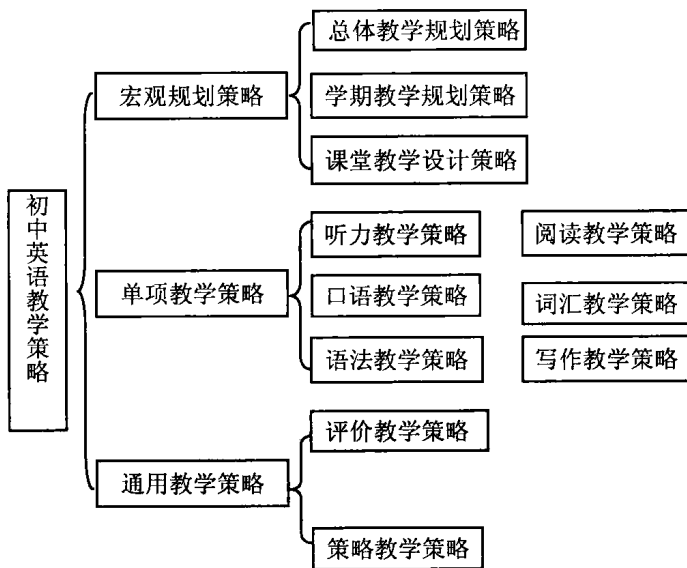 初中英语教学策略
宏观规划策略
总体教学规划策略
学期教学规划策略
课堂教学设计策略
单项教学策略
听力教学策略
阅读教学策略
口语教学策略
词汇教学策略
语法教学策略
写作教学策略
通用教学策略
评价教学策略
策略教学策略